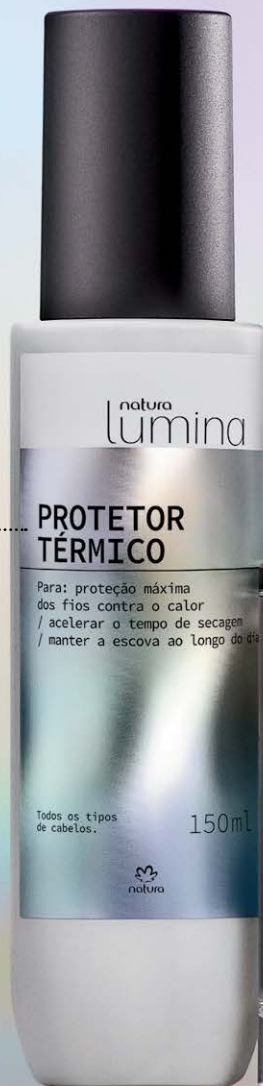 natura
lumina
PROTETOR
TÉRMICO
Para: proteção máxima
dos fios contra o calor
/ acelerar o tempo de secagem
/ manter a escova ao longo do dia
Todos os tipos
de cabelos.
150ml
natura